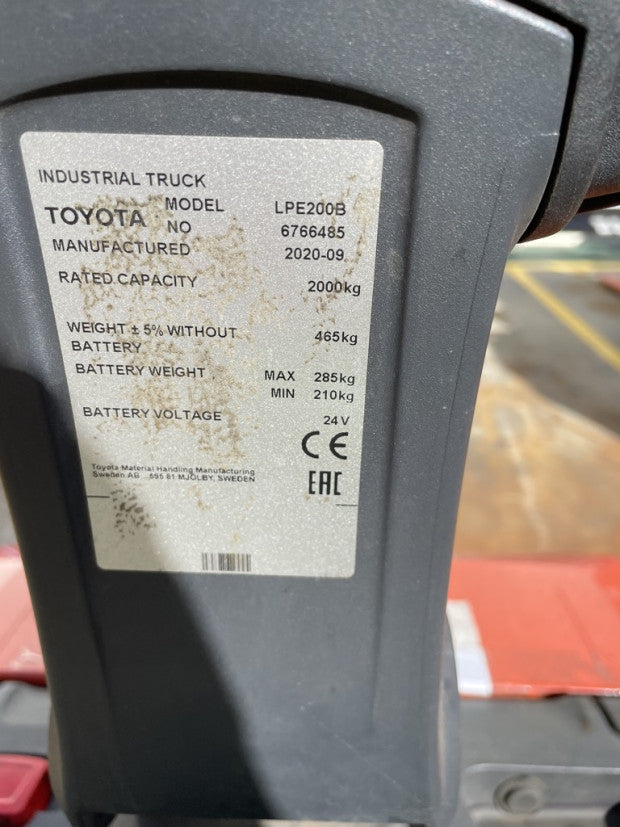 INDUSTRIAL TRUCK
TOYOTA MODEL LPE200B
NO 6766485
MANUFACTURED 2020-09
RATED CAPACITY 2000kg
WEIGHT ± 5% WITHOUT BATTERY 465kg
BATTERY WEIGHT MAX 285kg
MIN 210kg
BATTERY VOLTAGE 24V
CE
Toyota Material Handling Manufacturing
Sweden AB 595 81 MJÖLBY, SWEDEN
EAC